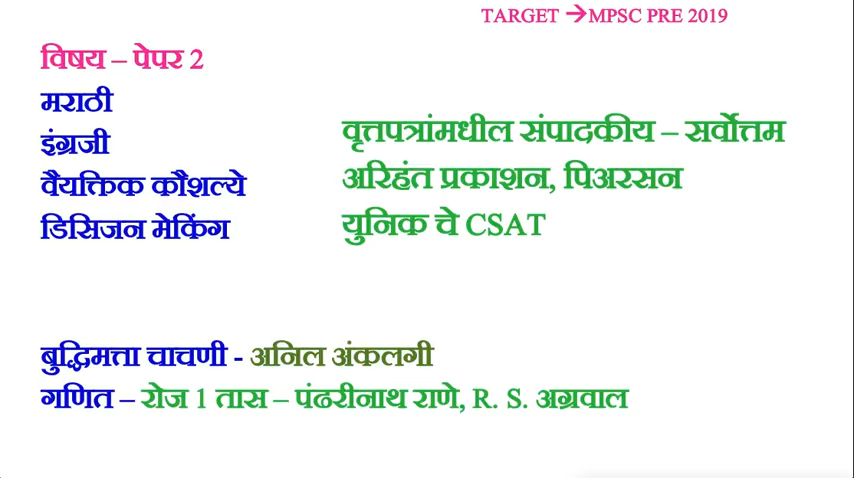 TARGET →MPSC PRE 2019
विषय – पेपर 2
मराठी
इंग्रजी
वैयक्तिक कौशल्ये
डिसिजन मेकिंग
वृत्तपत्रांमधील संपादकीय – सर्वोत्तम
अरिहंत प्रकाशन, पिअरसन
युनिक चे CSAT
बुद्धिमत्ता चाचणी - अनिल अंकलगी
गणित – रोज 1 तास – पंढरीनाथ राणे, R. S. अग्रवाल